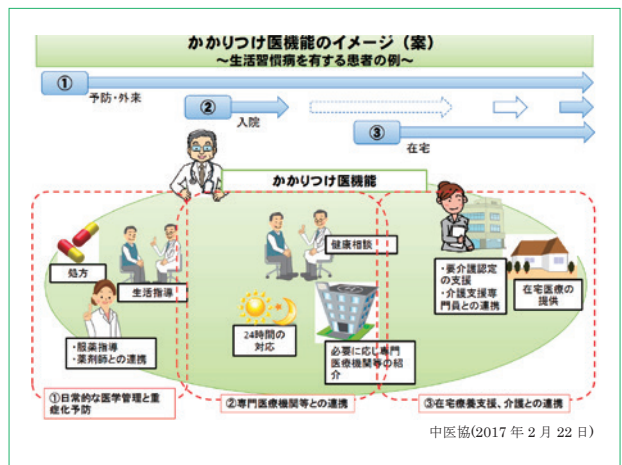 かかりつけ医機能のイメージ（案）
～生活習慣病を有する患者の例～
①
予防・外来
②
入院
③
在宅
かかりつけ医機能
処方
生活指導
・服薬指導
・薬剤師との連携
健康相談
24時間の
対応
必要に応じ専門
医療機関等の紹
介
・要介護認定
の支援
・介護支援専
門員との連携
在宅医療の
提供
①日常的な医学管理と重
症化予防
②専門医療機関等との連携
③在宅療養支援、介護との連携
中医協(2017 年 2 月 22 日)